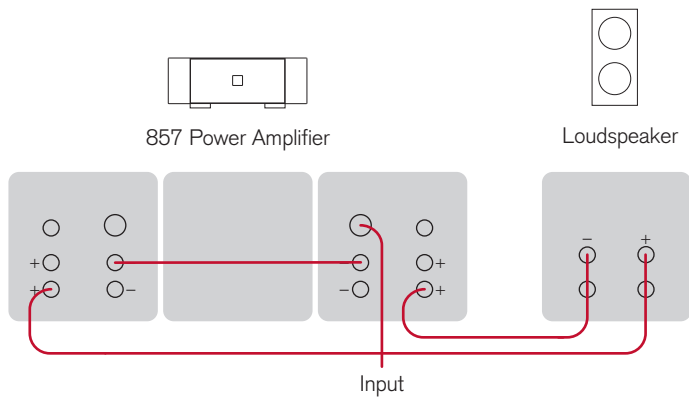 857 Power Amplifier
Loudspeaker
− +
+ − +
+ − − +
Input